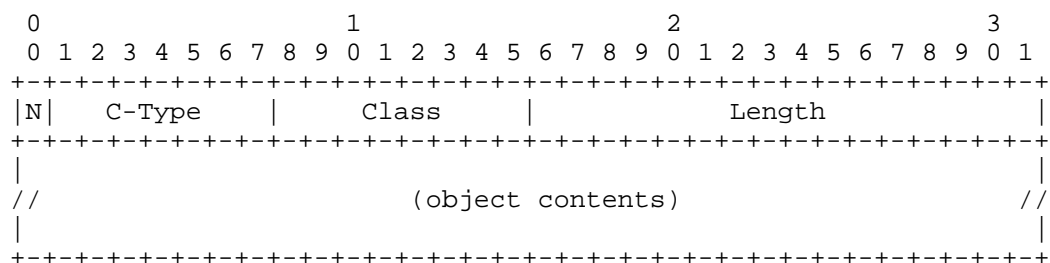 0                   1                   2                   3
 0 1 2 3 4 5 6 7 8 9 0 1 2 3 4 5 6 7 8 9 0 1 2 3 4 5 6 7 8 9 0 1
+-+-+-+-+-+-+-+-+-+-+-+-+-+-+-+-+-+-+-+-+-+-+-+-+-+-+-+-+-+-+-+-+
|N|   C-Type    |     Class     |            Length             |
+-+-+-+-+-+-+-+-+-+-+-+-+-+-+-+-+-+-+-+-+-+-+-+-+-+-+-+-+-+-+-+-+
|                                                               |
//                       (object contents)                     //
|                                                               |
+-+-+-+-+-+-+-+-+-+-+-+-+-+-+-+-+-+-+-+-+-+-+-+-+-+-+-+-+-+-+-+-+